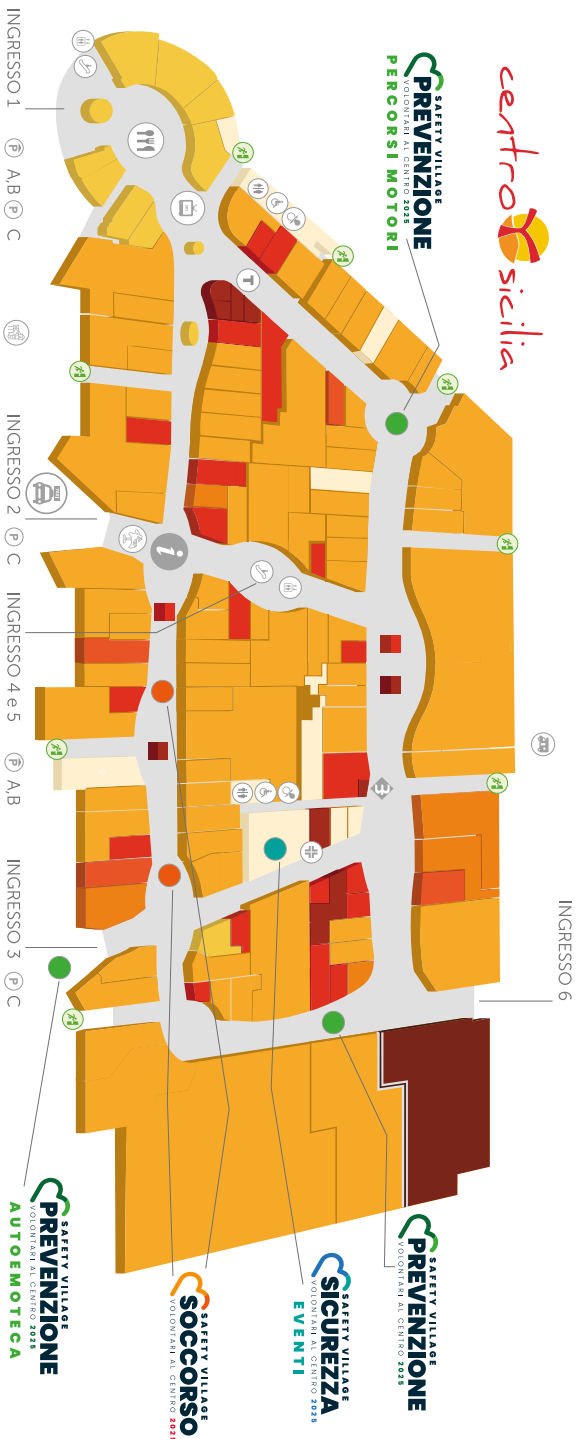 centro sicilia
INGRESSO 6
SAFETY VILLAGE
PREVENZIONE
VOLONTARI AL CENTRO 2025
PERCORSI MOTORI
SAFETY VILLAGE
PREVENZIONE
VOLONTARI AL CENTRO 2025
SAFETY VILLAGE
SICUREZZA
VOLONTARI AL CENTRO 2025
EVENTI
SAFETY VILLAGE
SOCCORSO
VOLONTARI AL CENTRO 2021
T
i
SAFETY VILLAGE
PREVENZIONE
VOLONTARI AL CENTRO 2025
AUTOEMOTECA
INGRESSO 1 P A,B P C
INGRESSO 2 P C
INGRESSO 4 e 5 P A,B
INGRESSO 3 P C